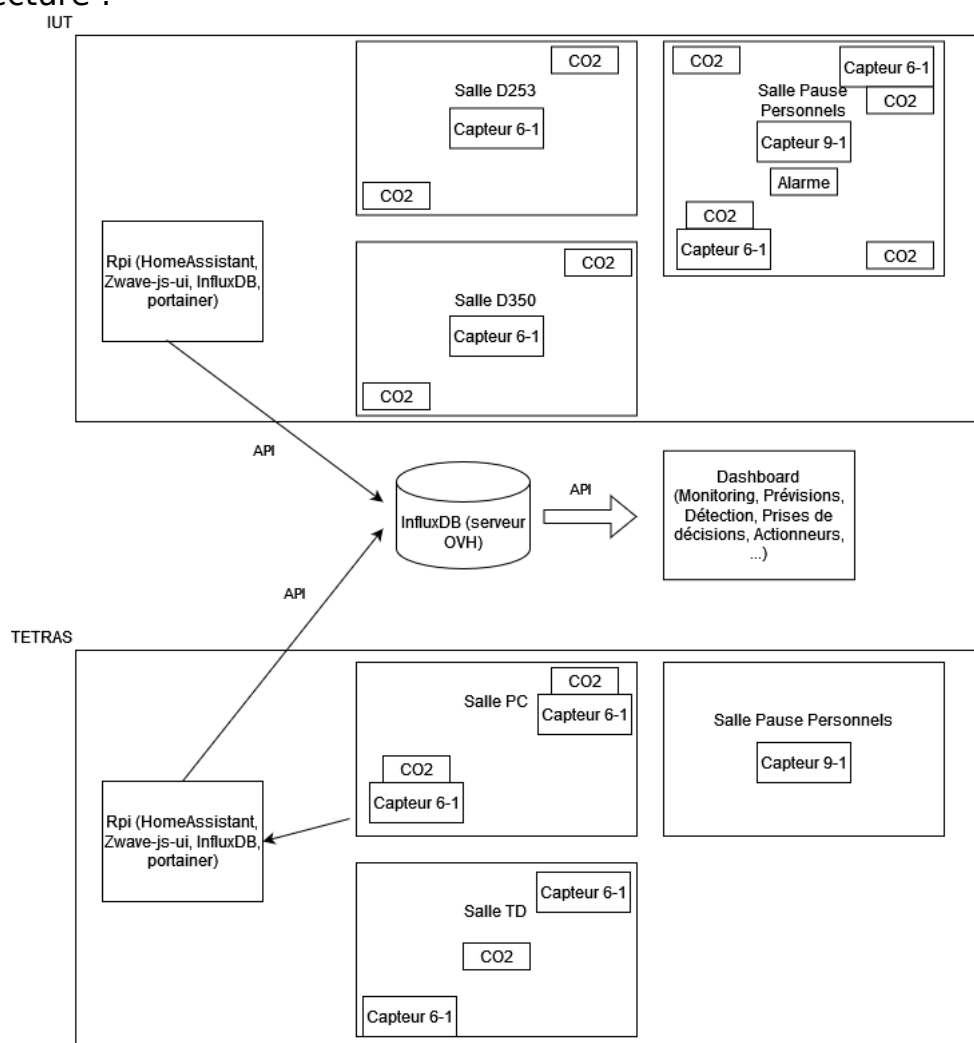 IUT
CO2
Salle D253
Capteur 6-1
CO2
CO2
Capteur 6-1
Salle Pause
Personnels
CO2
Capteur 9-1
Alarme
CO2
Capteur 6-1
CO2
Rpi (HomeAssistant,
Zwave-js-ui, InfluxDB,
portainer)
CO2
Salle D350
Capteur 6-1
CO2
API
InfluxDB (serveur
OVH)
API
Dashboard
(Monitoring, Prévisions,
Détection, Prises de
décisions, Actionneurs,
...)
API
TETRAS
CO2
Salle PC
Capteur 6-1
CO2
Capteur 6-1
Salle Pause Personnels
Capteur 9-1
Rpi (HomeAssistant,
Zwave-js-ui, InfluxDB,
portainer)
Capteur 6-1
Salle TD
CO2
Capteur 6-1